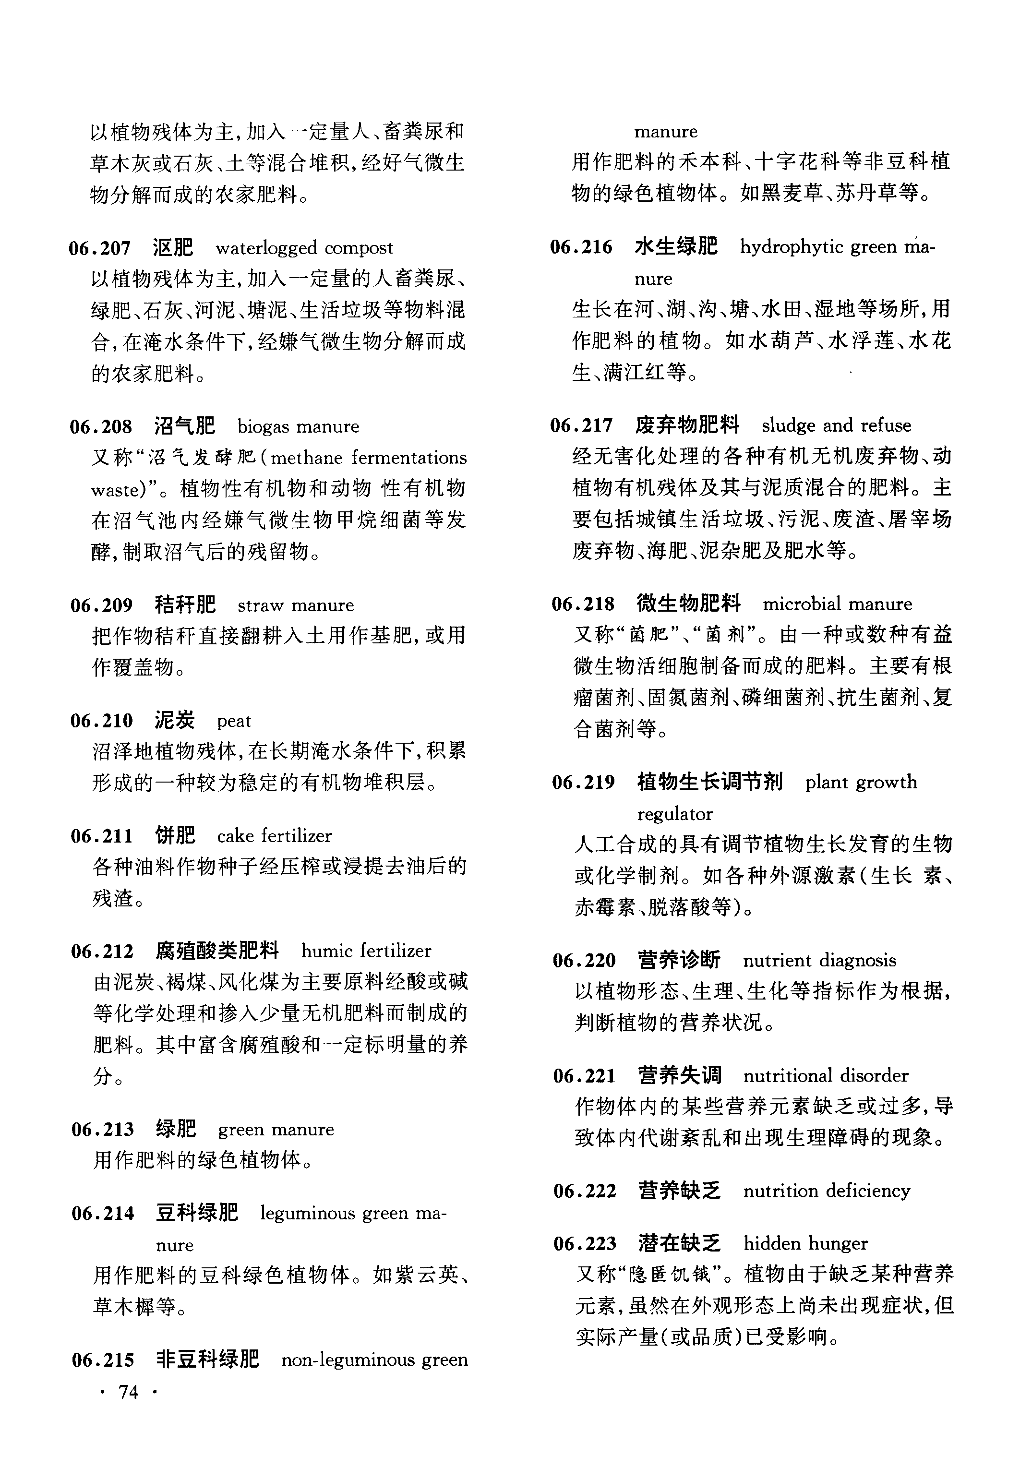 以植物残体为主,加入一定量人、畜粪尿和
草木灰或石灰、土等混合堆积,经好气微生
物分解而成的农家肥料。
06.207 沤肥 waterlogged compost
以植物残体为主,加入一定量的人畜粪尿、
绿肥、石灰、河泥、塘泥、生活垃圾等物料混
合,在淹水条件下,经嫌气微生物分解而成
的农家肥料。
06.208 沼气肥 biogas manure
又称“沼气发酵肥(methane fermentations
waste)”。植物性有机物和动物 性有机物
在沼气池内经嫌气微生物甲烷细菌等发
酵,制取沼气后的残留物。
06.209 秸秆肥 straw manure
把作物秸秆直接翻耕入土用作基肥,或用
作覆盖物。
06.210 泥炭 peat
沼泽地植物残体,在长期淹水条件下,积累
形成的一种较为稳定的有机物堆积层。
06.211 饼肥 cake fertilizer
各种油料作物种子经压榨或浸提去油后的
残渣。
06.212 腐殖酸类肥料 humic fertilizer
由泥炭、褐煤、风化煤为主要原料经酸或碱
等化学处理和掺入少量无机肥料而制成的
肥料。其中富含腐殖酸和一定标明量的养
分。
06.213 绿肥 green manure
用作肥料的绿色植物体。
06.214 豆科绿肥 leguminous green ma-
nure
用作肥料的豆科绿色植物体。如紫云英、
草木樨等。
06.215 非豆科绿肥 non-leguminous green
· 74 ·
manure
用作肥料的禾本科、十字花科等非豆科植
物的绿色植物体。如黑麦草、苏丹草等。
06.216 水生绿肥 hydrophytic green ma-
nure
生长在河、湖、沟、塘、水田、湿地等场所,用
作肥料的植物。如水葫芦、水浮莲、水花
生、满江红等。
06.217 废弃物肥料 sludge and refuse
经无害化处理的各种有机无机废弃物、动
植物有机残体及其与泥质混合的肥料。主
要包括城镇生活垃圾、污泥、废渣、屠宰场
废弃物、海肥、泥杂肥及肥水等。
06.218 微生物肥料 microbial manure
又称“菌肥”、“菌剂”。由一种或数种有益
微生物活细胞制备而成的肥料。主要有根
瘤菌剂、固氮菌剂、磷细菌剂、抗生菌剂、复
合菌剂等。
06.219 植物生长调节剂 plant growth
regulator
人工合成的具有调节植物生长发育的生物
或化学制剂。如各种外源激素(生长 素、
赤霉素、脱落酸等)。
06.220 营养诊断 nutrient diagnosis
以植物形态、生理、生化等指标作为根据,
判断植物的营养状况。
06.221 营养失调 nutritional disorder
作物体内的某些营养元素缺乏或过多,导
致体内代谢紊乱和出现生理障碍的现象。
06.222 营养缺乏 nutrition deficiency
06.223 潜在缺乏 hidden hunger
又称“隐匿饥饿”。植物由于缺乏某种营养
元素,虽然在外观形态上尚未出现症状,但
实际产量(或品质)已受影响。